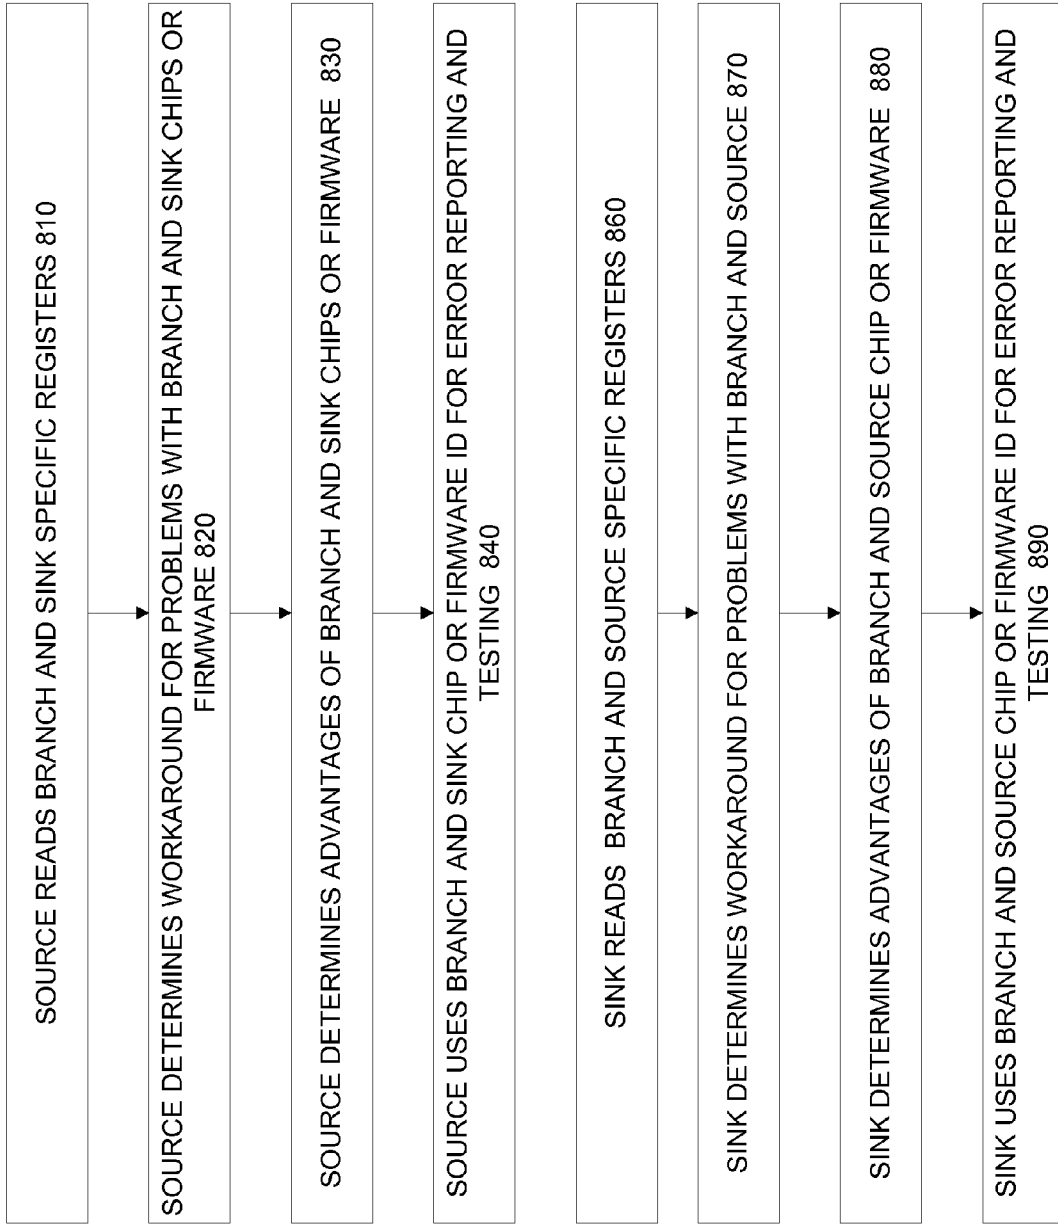 SOURCE READS BRANCH AND SINK SPECIFIC REGISTERS 810
SOURCE DETERMINES WORKAROUND FOR PROBLEMS WITH BRANCH AND SINK CHIPS OR
FIRMWARE 820
SOURCE DETERMINES ADVANTAGES OF BRANCH AND SINK CHIPS OR FIRMWARE 830
SOURCE USES BRANCH AND SINK CHIP OR FIRMWARE ID FOR ERROR REPORTING AND
TESTING 840
SINK READS BRANCH AND SOURCE SPECIFIC REGISTERS 860
SINK DETERMINES WORKAROUND FOR PROBLEMS WITH BRANCH AND SOURCE 870
SINK DETERMINES ADVANTAGES OF BRANCH AND SOURCE CHIP OR FIRMWARE 880
SINK USES BRANCH AND SOURCE CHIP OR FIRMWARE ID FOR ERROR REPORTING AND
TESTING 890